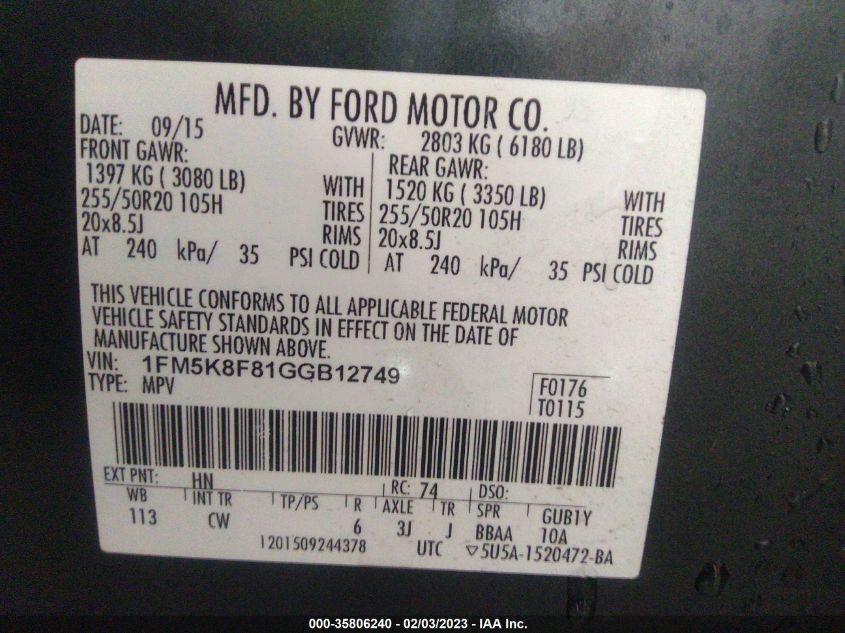 MFD. BY FORD MOTOR CO.
DATE: 09/15 GVWR: 2803 KG ( 6180 LB)
FRONT GAWR: REAR GAWR:
1397 KG ( 3080 LB) WITH 1520 KG ( 3350 LB) WITH
255/50R20 105H TIRES 255/50R20 105H TIRES
20x8.5J RIMS 20x8.5J RIMS
AT 240 kPa/ 35 PSI COLD AT 240 kPa/ 35 PSI COLD
THIS VEHICLE CONFORMS TO ALL APPLICABLE FEDERAL MOTOR
VEHICLE SAFETY STANDARDS IN EFFECT ON THE DATE OF
MANUFACTURE SHOWN ABOVE.
VIN: 1FM5K8F81GGB12749
TYPE: MPV F0176
T0115
EXT PNT: HN RC: 74 DSO:
WB INT TR TP/PS R AXLE TR SPR GUB1Y
113 CW 6 3J J BBAA 10A
1201509244378 UTC ▽5U5A-1520472-BA
000-35806240 - 02/03/2023 - IAA Inc.